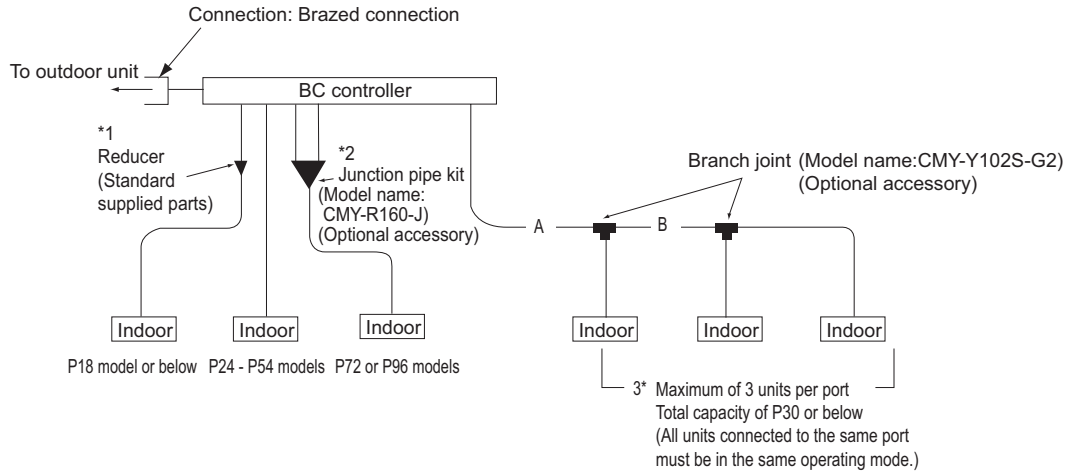 Connection: Brazed connection
To outdoor unit
BC controller
*1
Reducer
(Standard
supplied parts)
*2
Junction pipe kit
(Model name:
CMY-R160-J)
(Optional accessory)
Branch joint (Model name:CMY-Y102S-G2)
(Optional accessory)
A
B
Indoor
Indoor
Indoor
Indoor
Indoor
Indoor
P18 model or below
P24 - P54 models
P72 or P96 models
3* Maximum of 3 units per port
Total capacity of P30 or below
(All units connected to the same port
must be in the same operating mode.)